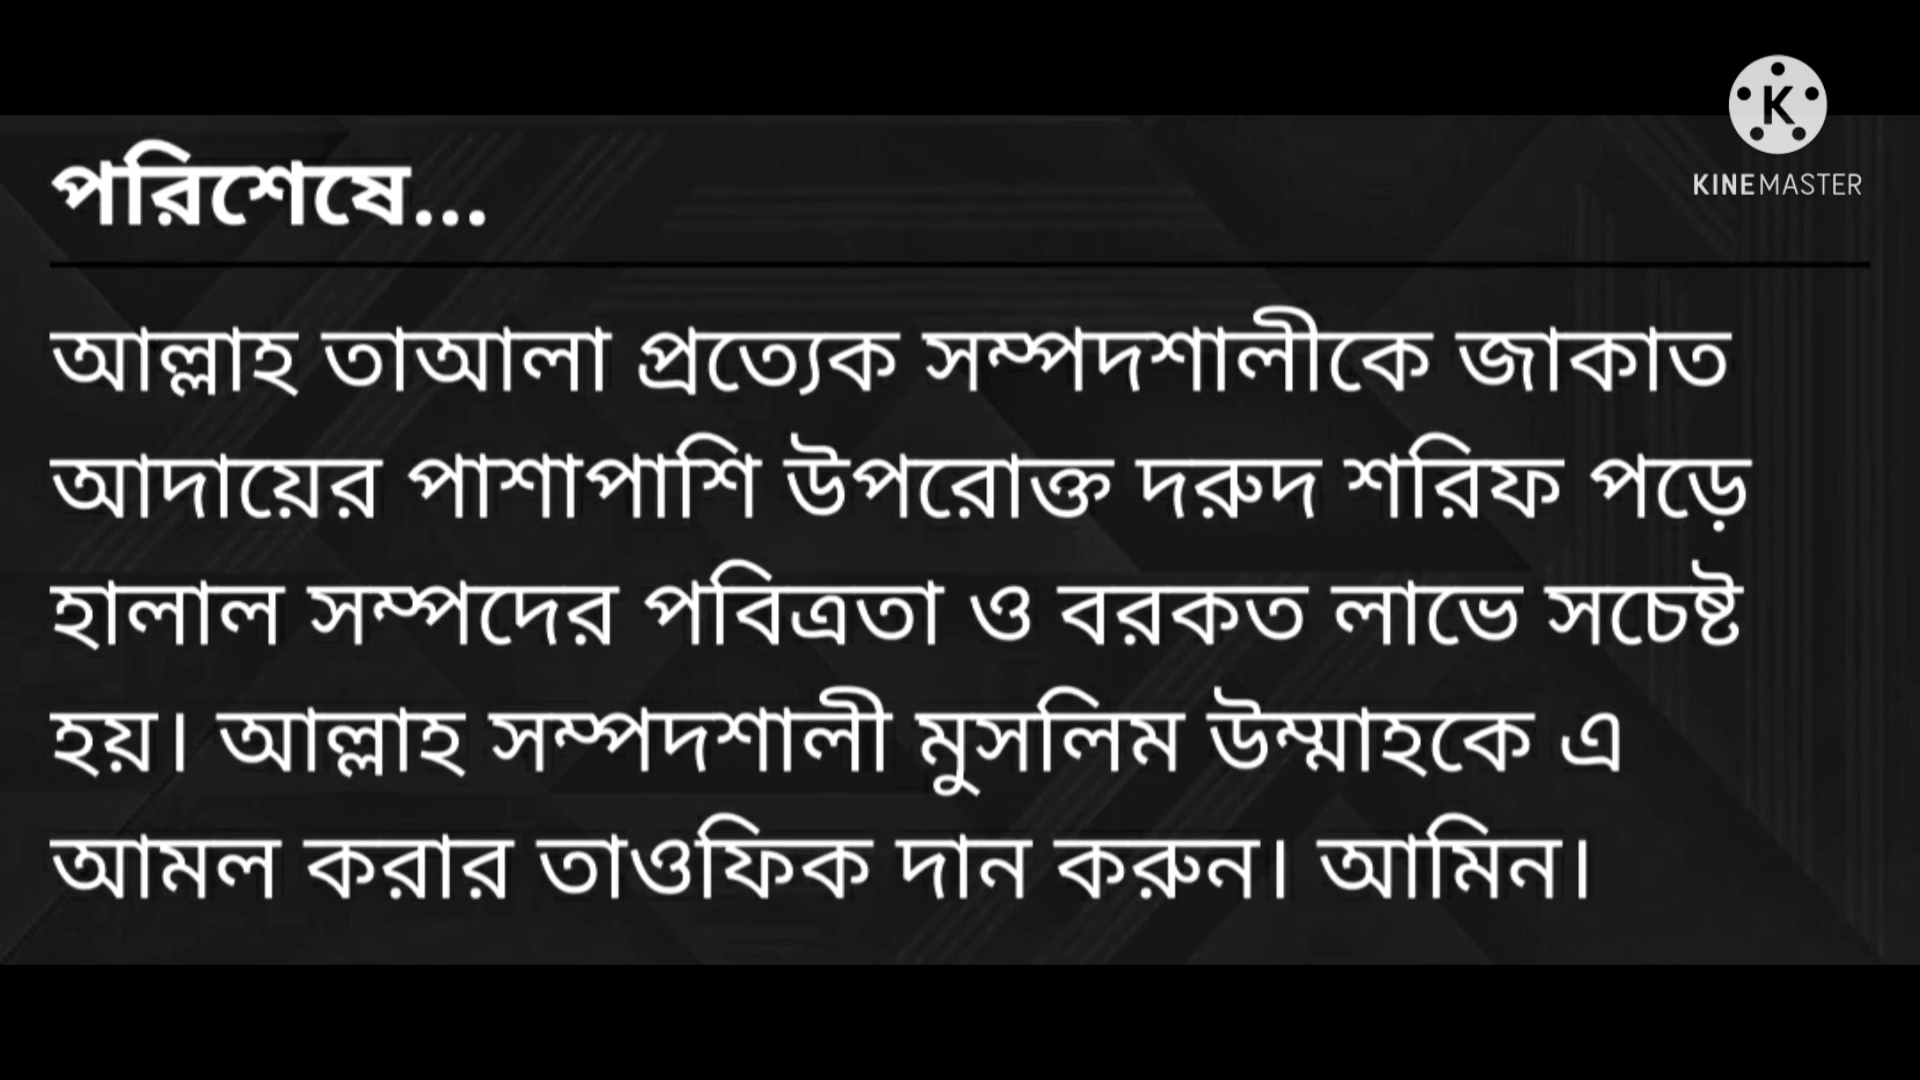 পরিশেষে...
KINEMASTER
আল্লাহ তাআলা প্রত্যেক সম্পদশালীকে জাকাত
আদায়ের পাশাপাশি উপরোক্ত দরুদ শরিফ পড়ে
হালাল সম্পদের পবিত্রতা ও বরকত লাভে সচেষ্ট
হয়। আল্লাহ সম্পদশালী মুসলিম উম্মাহকে এ
আমল করার তাওফিক দান করুন। আমিন।